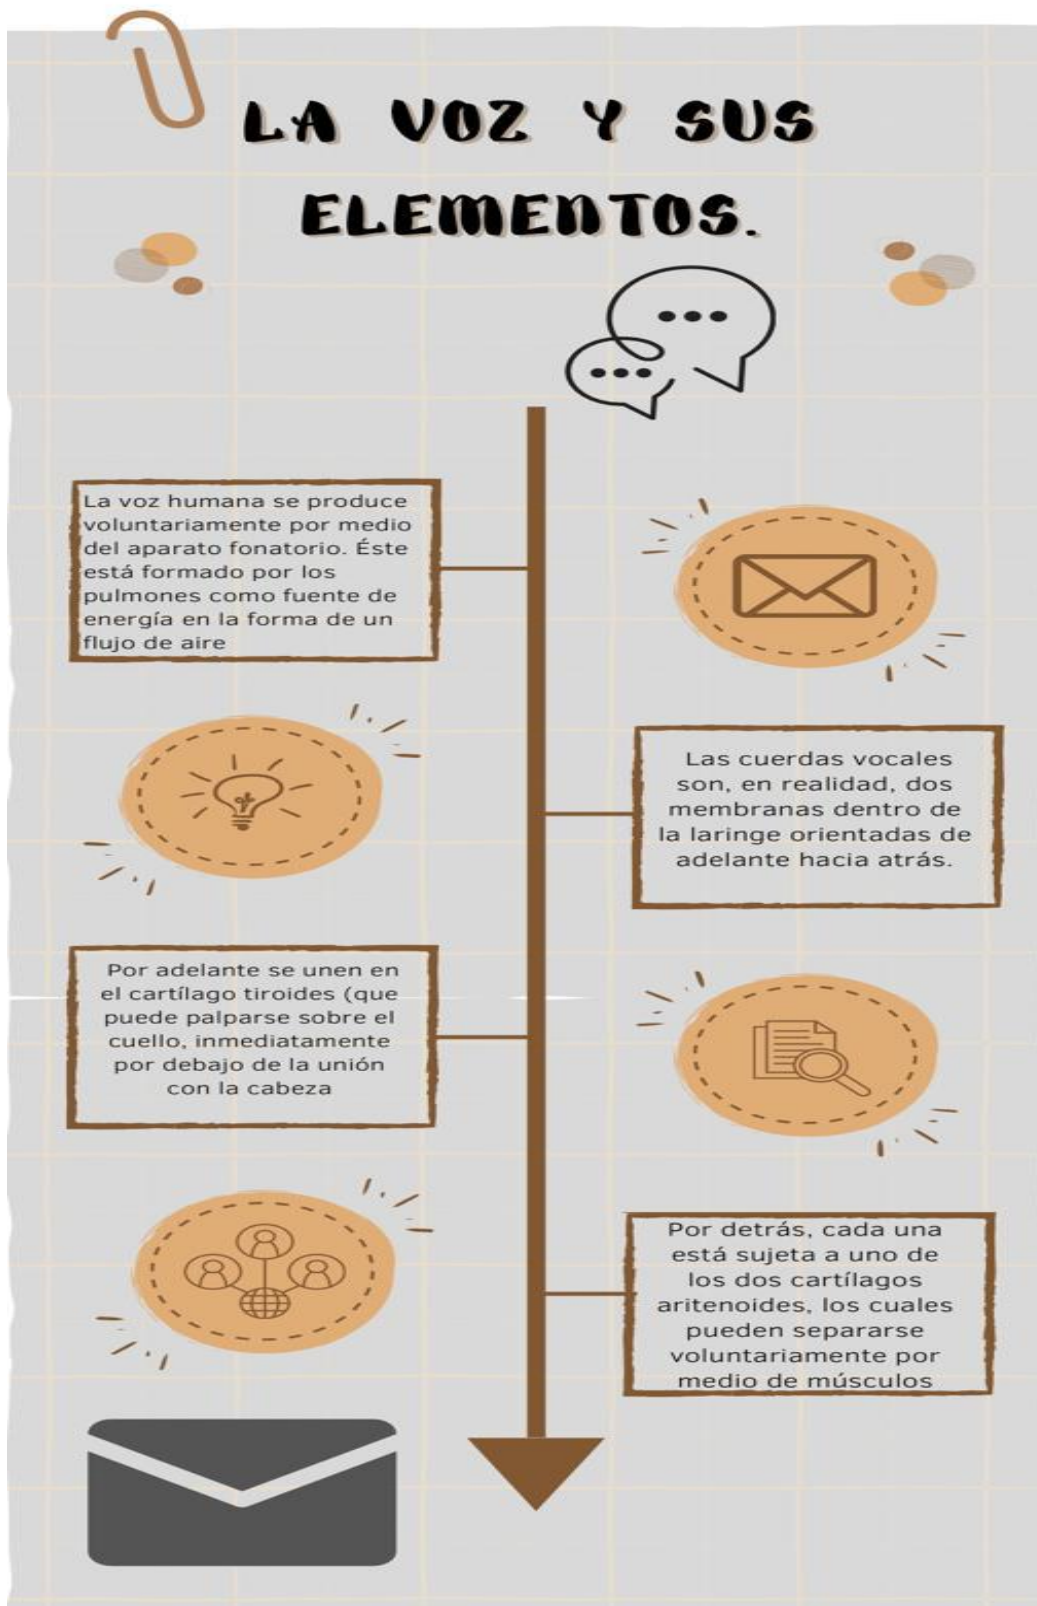 LA VOZ Y SUS
ELEMENTOS.
La voz humana se produce
voluntariamente por medio
del aparato fonatorio. Éste
está formado por los
pulmones como fuente de
energía en la forma de un
flujo de aire
Las cuerdas vocales
son, en realidad, dos
membranas dentro de
la laringe orientadas de
adelante hacia atrás.
Por adelante se unen en
el cartílago tiroides (que
puede palparse sobre el
cuello, inmediatamente
por debajo de la unión
con la cabeza
Por detrás, cada una
está sujeta a uno de
los dos cartílagos
aritenoides, los cuales
pueden separarse
voluntariamente por
medio de músculos